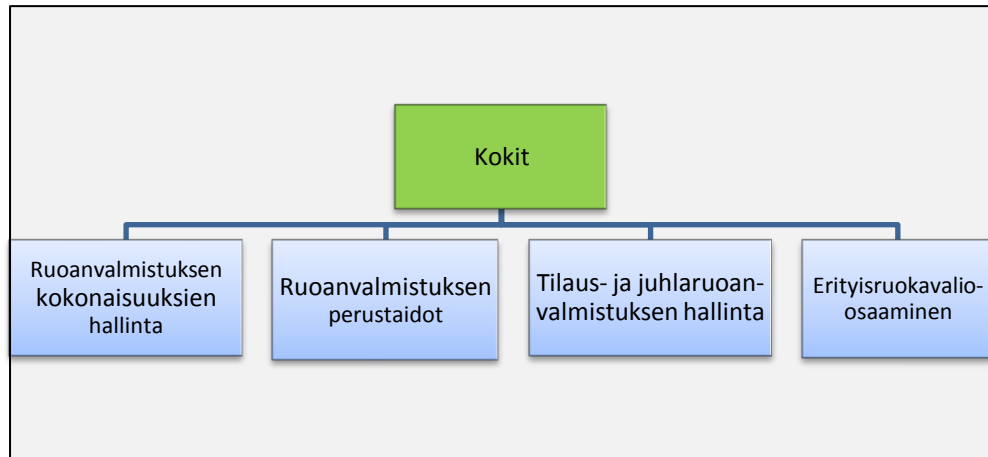 Kokit
Ruoanvalmistuksen
kokonaisuuksien
hallinta
Ruoanvalmistuksen
perustaidot
Tilaus- ja juhlaruoan-
valmistuksen hallinta
Erityisruokavalio-
osaaminen